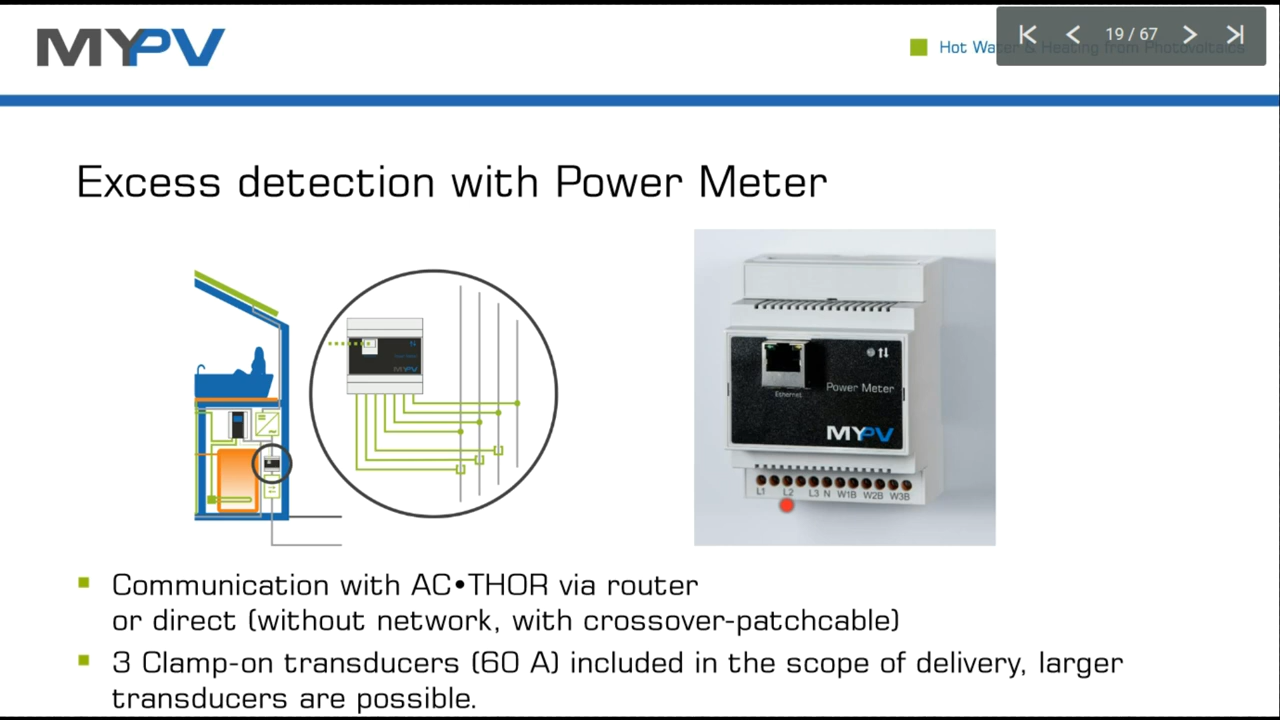 MYPV
Hot Water & Heating from Photovoltaics
19 / 67
Excess detection with Power Meter
MYPV
Ethernet
Power Meter
MYPV
L1 L2 L3 N W1B W2B W3B
Communication with AC•THOR via router
or direct (without network, with crossover-patchcable)
3 Clamp-on transducers (60 A) included in the scope of delivery, larger
transducers are possible.